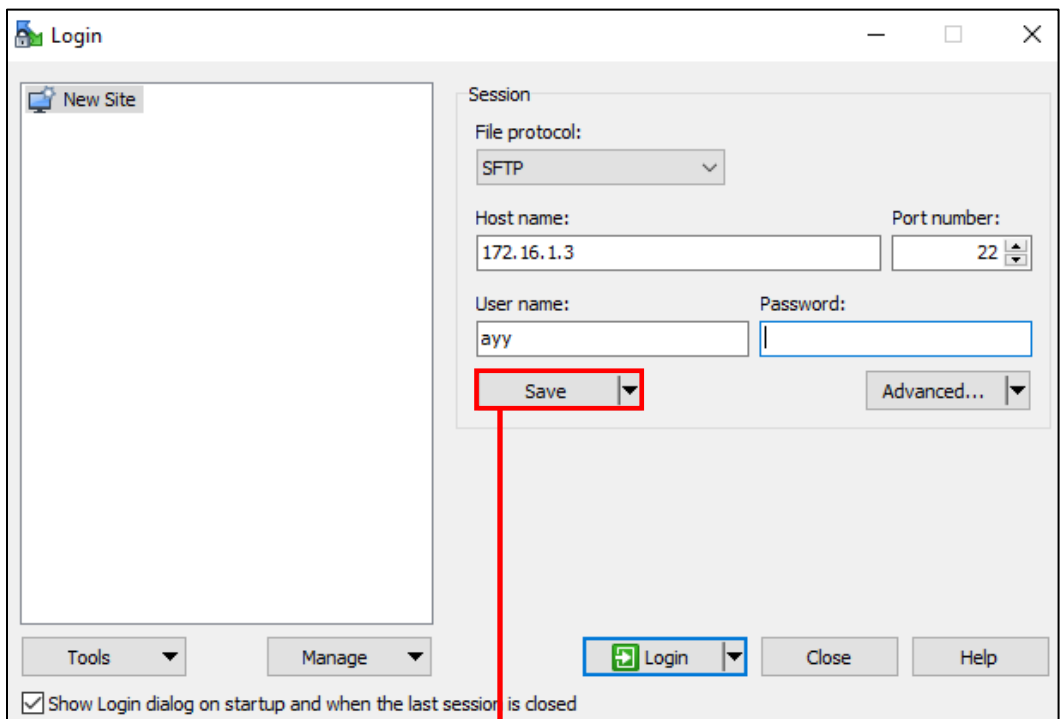 Login
New Site
Session
File protocol:
SFTP
Host name: Port number:
172.16.1.3 22
User name: Password:
ayy
Save Advanced...
Tools Manage Login Close Help
Show Login dialog on startup and when the last session is closed